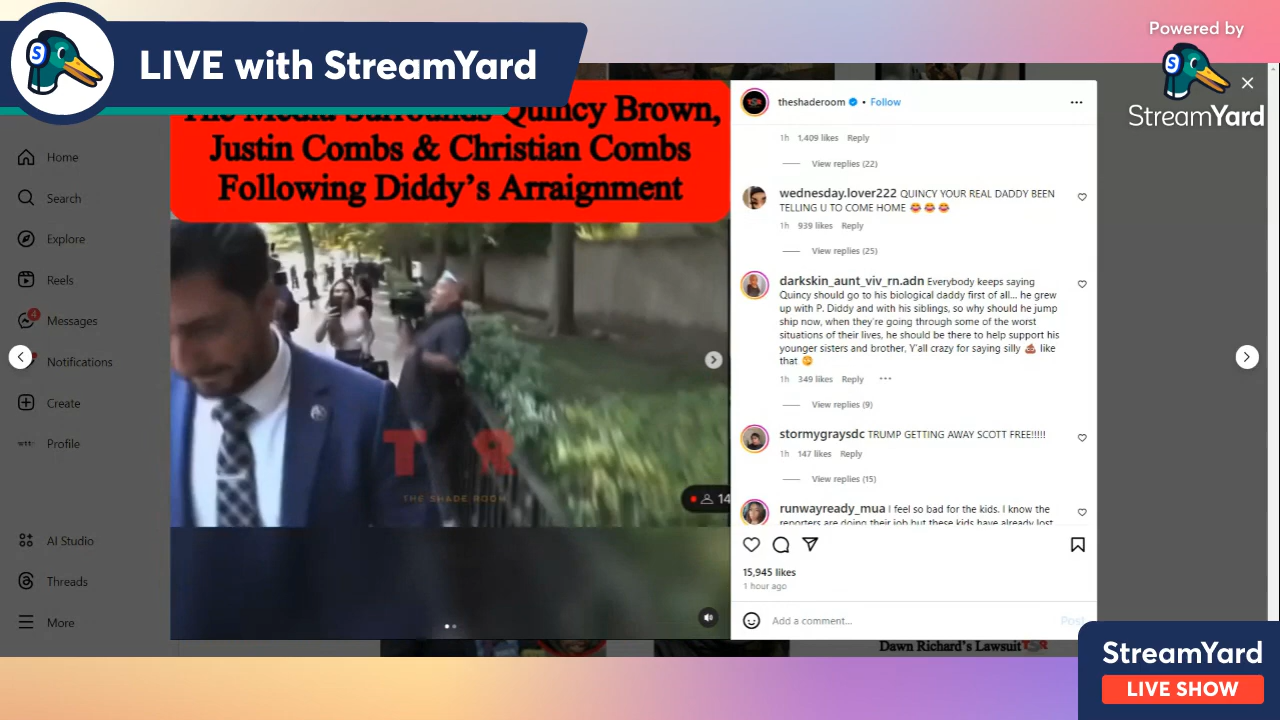 LIVE with StreamYard
Powered by
StreamYard
The Media Surrounds Quincy Brown,
Justin Combs & Christian Combs
Following Diddy's Arraignment
Home
Search
Explore
Reels
4
Messages
Notifications
Create
Profile
AI Studio
Threads
More
T R
THE SHADE ROOM
14
theshaderoom • Follow
1h 1,409 likes Reply
View replies (22)
wednesday.lover222 QUINCY YOUR REAL DADDY BEEN
TELLING U TO COME HOME 😂😂😂
939 likes Reply
1h
View replies (25)
darkskin_aunt_viv_rn.adn Everybody keeps saying
Quincy should go to his biological daddy first of all... he grew
up with P. Diddy and with his siblings, so why should he jump
ship now, when they're going through some of the worst
situations of their lives, he should be there to help support his
younger sisters and brother, Y'all crazy for saying silly 💩 like
that
1h 349 likes Reply
View replies (9)
stormygraysdc TRUMP GETTING AWAY SCOTT FREE!!!!!
1h 147 likes Reply
View replies (15)
runwayready_mua I feel so bad for the kids. I know the
reporters are doing their job but these kids have already lost
15,945 likes
1 hour ago
Add a comment...
Post
Dawn Richard's Lawsuit TSR
StreamYard
LIVE SHOW